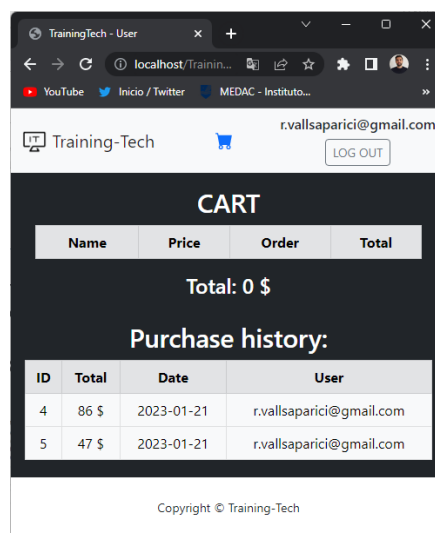 TrainingTech - User
localhost/Trainin...
YouTube Inicio / Twitter MEDAC - Instituto... »
IT Training-Tech
r.vallsaparici@gmail.com
LOG OUT
CART
Name Price Order Total
Total: 0 $
Purchase history:
ID Total Date User
4 86 $ 2023-01-21 r.vallsaparici@gmail.com
5 47 $ 2023-01-21 r.vallsaparici@gmail.com
Copyright © Training-Tech